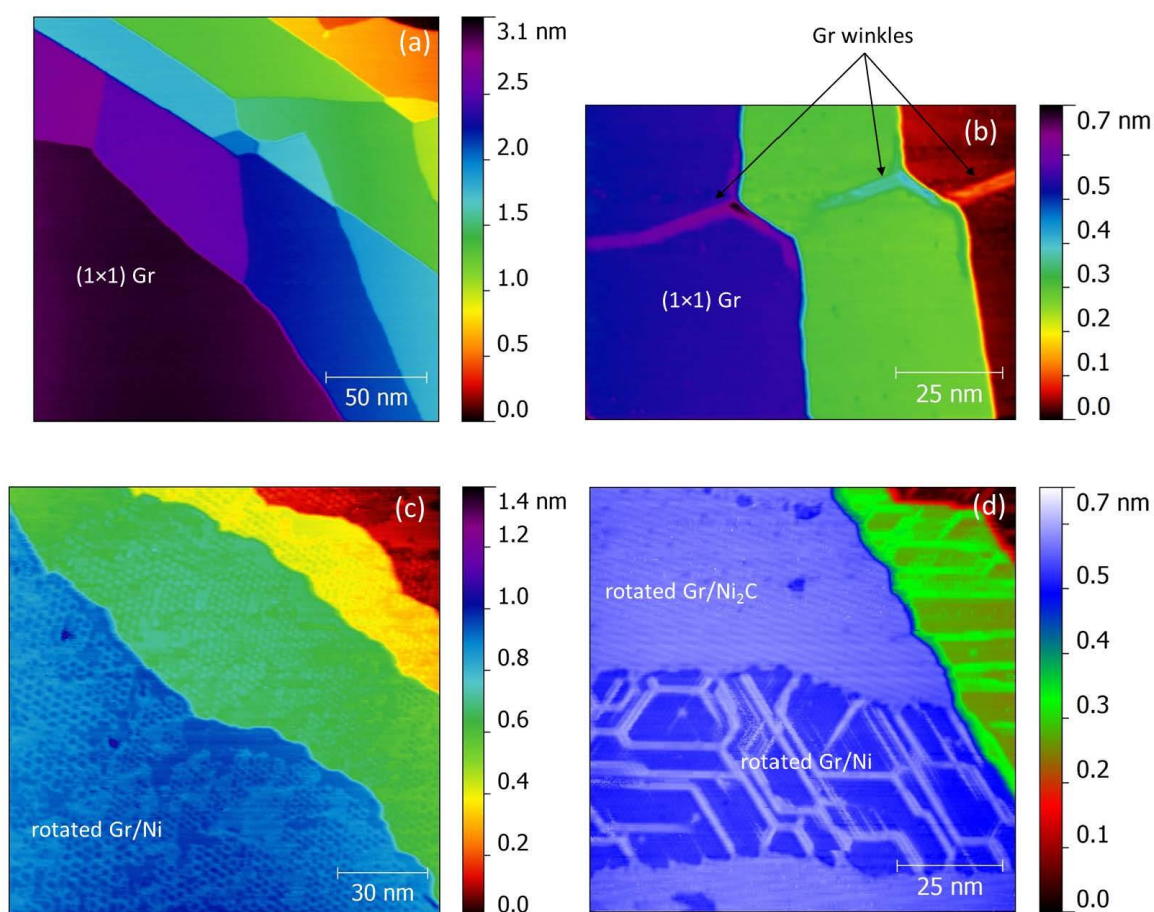 (a)
3.1 nm
2.5
2.0
1.5
1.0
0.5
0.0
(1×1) Gr
50 nm
Gr winkles
(b)
0.7 nm
0.6
0.5
0.4
0.3
0.2
0.1
0.0
(1×1) Gr
25 nm
(c)
1.4 nm
1.2
1.0
0.8
0.6
0.4
0.2
0.0
rotated Gr/Ni
30 nm
(d)
0.7 nm
0.5
0.4
0.3
0.2
0.1
0.0
rotated Gr/Ni₂C
rotated Gr/Ni
25 nm